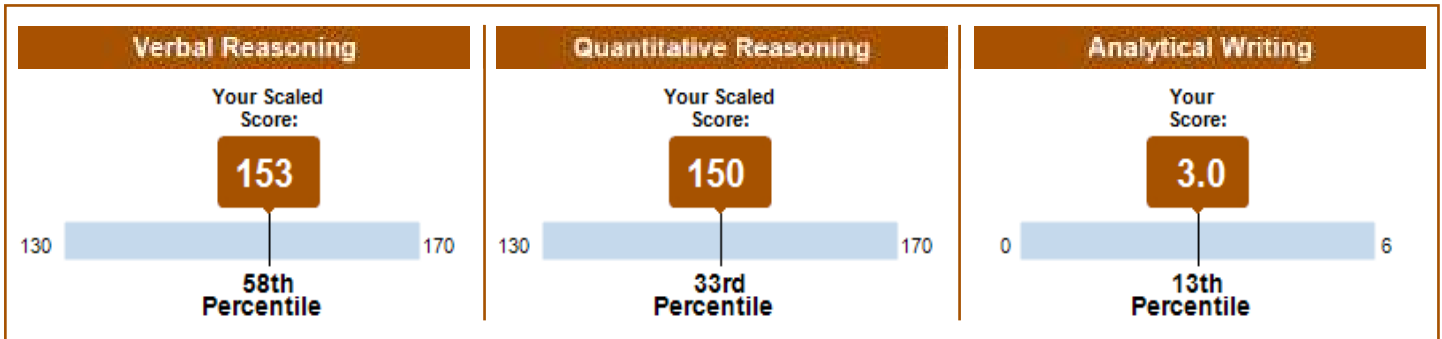 Verbal Reasoning
Your Scaled
Score:
153
130
170
58th
Percentile
Quantitative Reasoning
Your Scaled
Score:
150
130
170
33rd
Percentile
Analytical Writing
Your
Score:
3.0
0
6
13th
Percentile